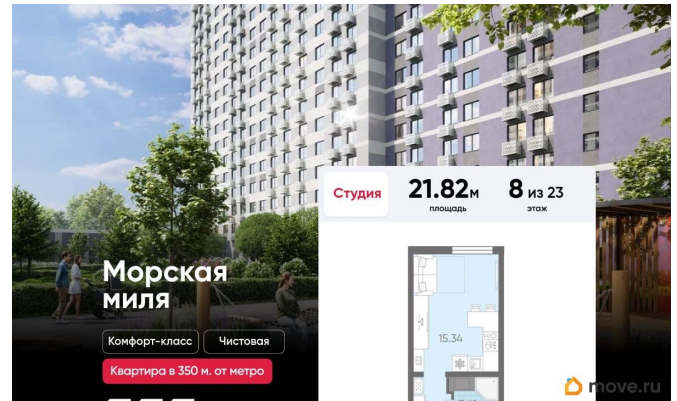 Студия
21.82м
площадь
8 из 23
этаж
Морская
миля
Комфорт-класс
Чистовая
Квартира в 350 м. от метро
15.34
move.ru